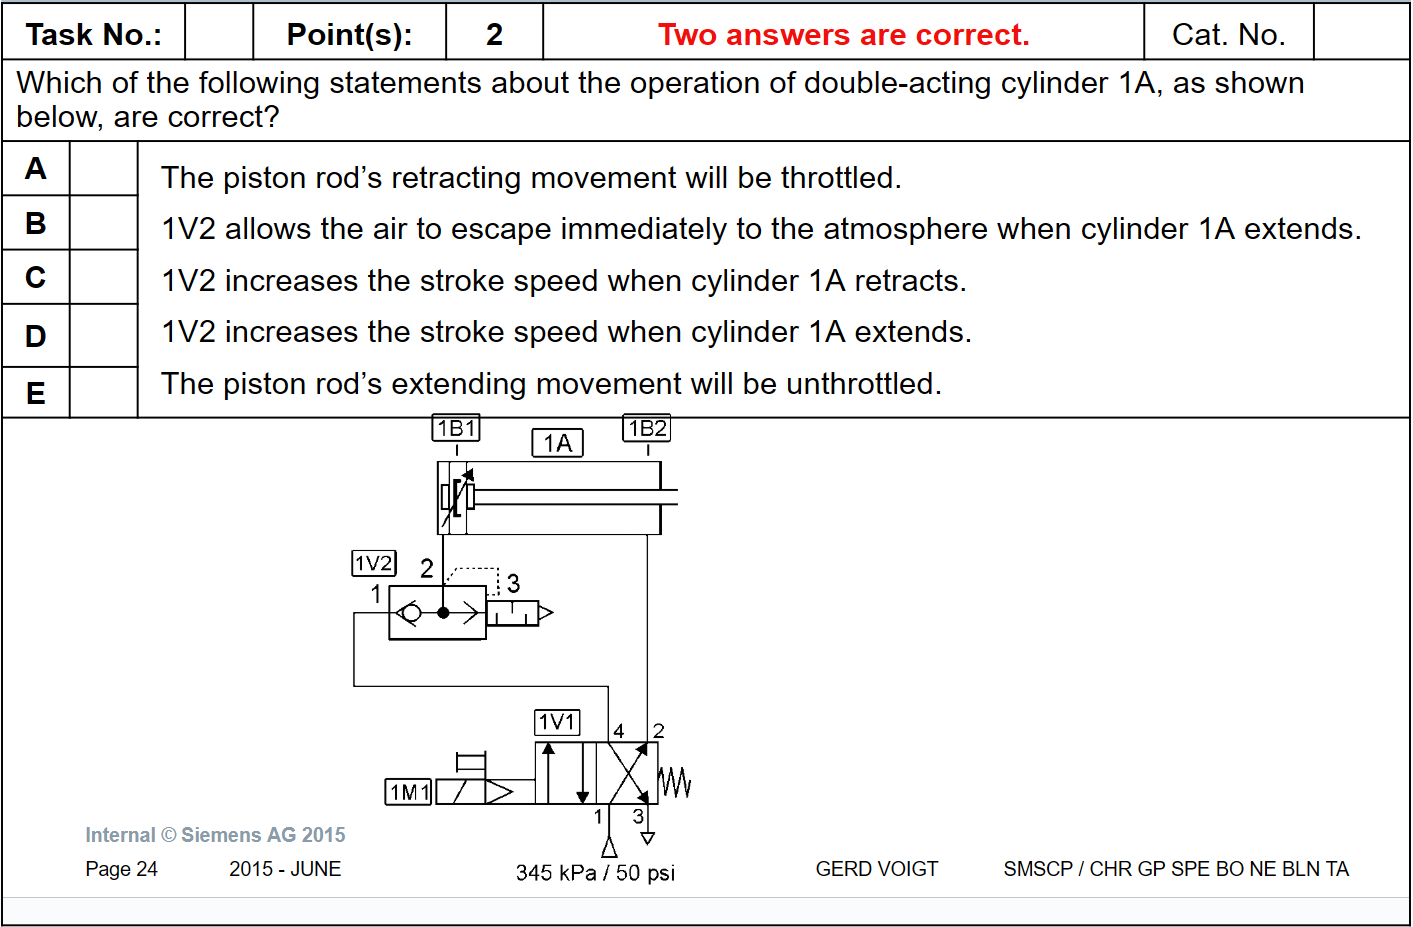 Task No.: Point(s): 2 Two answers are correct. Cat. No.
Which of the following statements about the operation of double-acting cylinder 1A, as shown
below, are correct?
A The piston rod’s retracting movement will be throttled.
B 1V2 allows the air to escape immediately to the atmosphere when cylinder 1A extends.
C 1V2 increases the stroke speed when cylinder 1A retracts.
D 1V2 increases the stroke speed when cylinder 1A extends.
E The piston rod’s extending movement will be unthrottled.
1B1 1A 1B2
1V2 2
1 3
1V1 4 2
1M1
1 3
Internal © Siemens AG 2015
Page 24 2015 - JUNE 345 kPa / 50 psi GERD VOIGT SMSCP / CHR GP SPE BO NE BLN TA